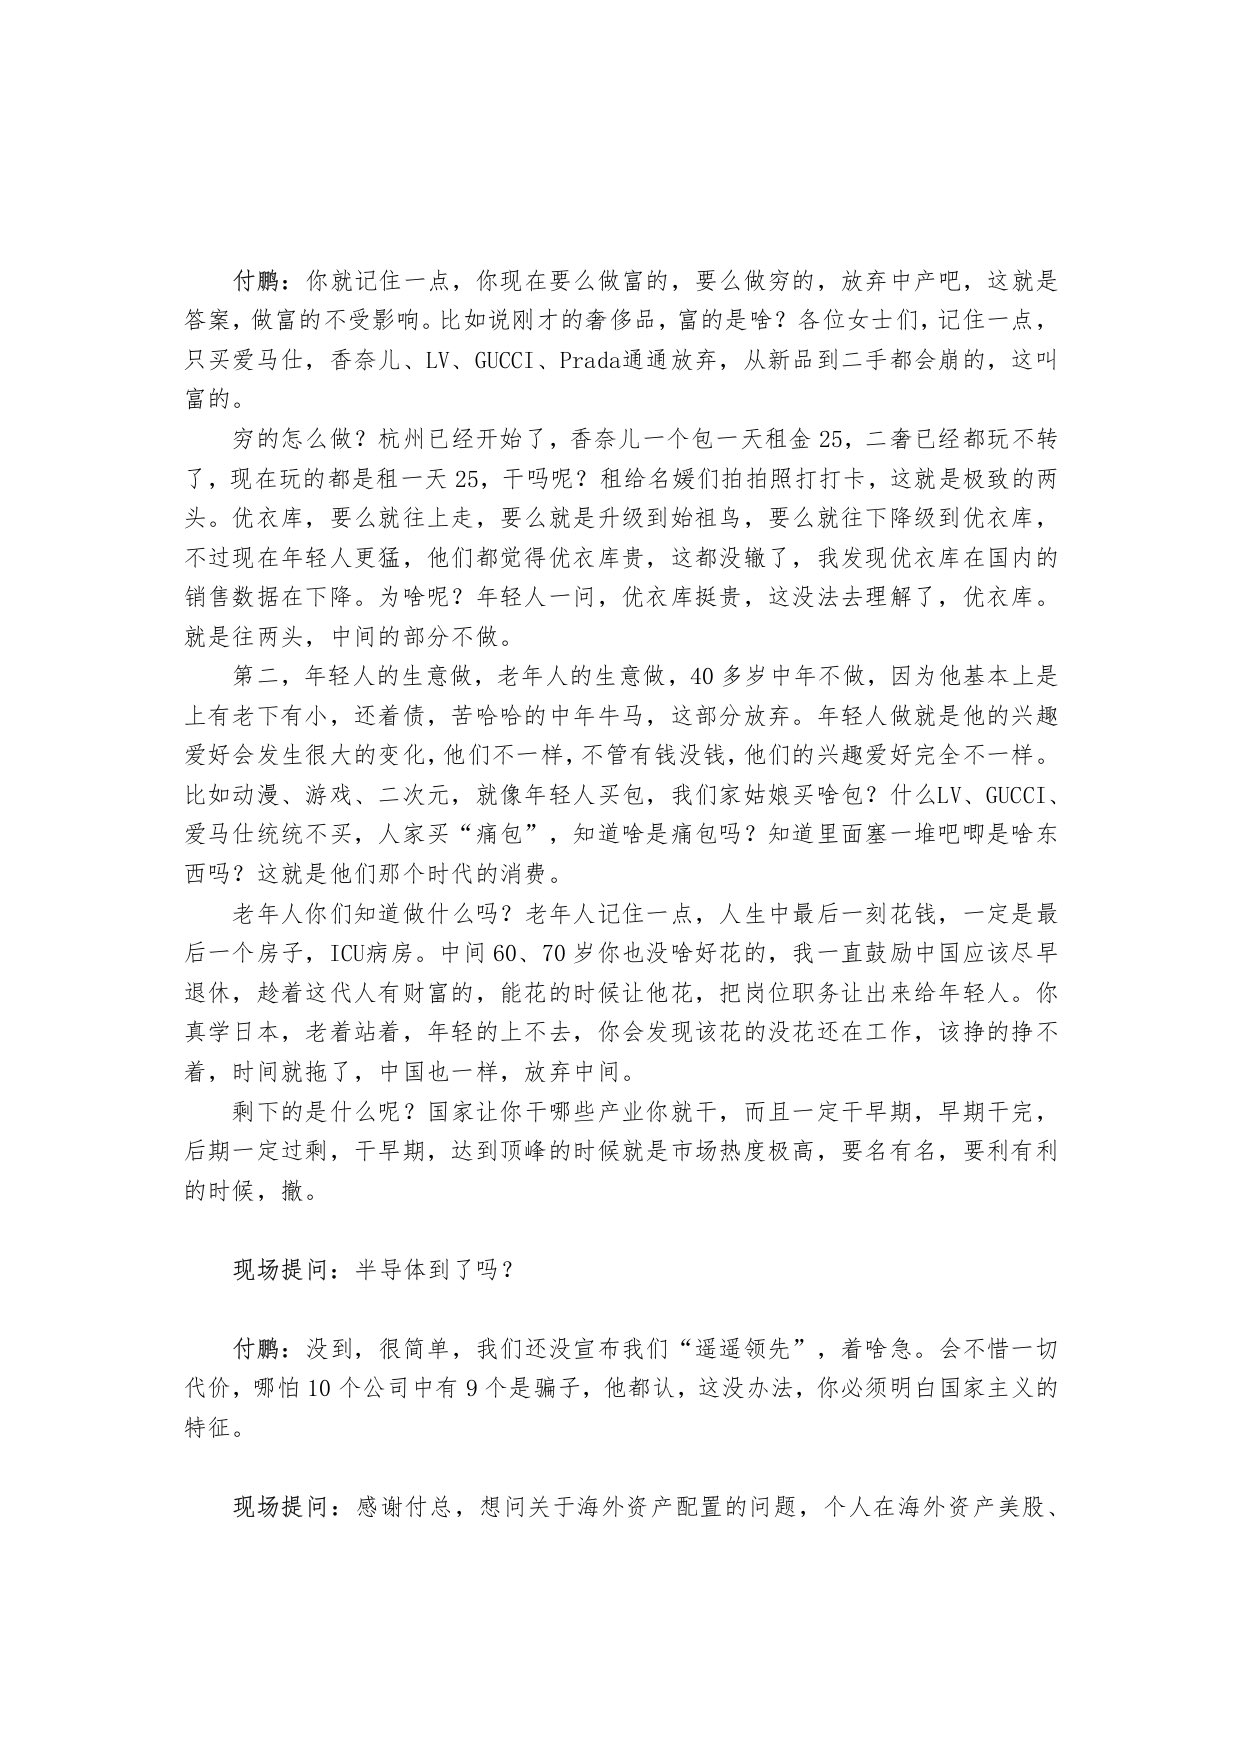 付鹏：你就记住一点，你现在要么做富的，要么做穷的，放弃中产吧，这就是
答案，做富的不受影响。比如说刚才的奢侈品，富的是啥？各位女士们，记住一点，
只买爱马仕，香奈儿、LV、GUCCI、Prada通通放弃，从新品到二手都会崩的，这叫
富的。
穷的怎么做？杭州已经开始了，香奈儿一个包一天租金 25，二奢已经都玩不转
了，现在玩的都是租一天 25，干吗呢？租给名媛们拍拍照打打卡，这就是极致的两
头。优衣库，要么就往上走，要么就是升级到始祖鸟，要么就往下降级到优衣库，
不过现在年轻人更猛，他们都觉得优衣库贵，这都没辙了，我发现优衣库在国内的
销售数据在下降。为啥呢？年轻人一问，优衣库挺贵，这没法去理解了，优衣库。
就是往两头，中间的部分不做。
第二，年轻人的生意做，老年人的生意做，40 多岁中年不做，因为他基本上是
上有老下有小，还着债，苦哈哈的中年牛马，这部分放弃。年轻人做就是他的兴趣
爱好会发生很大的变化，他们不一样，不管有钱没钱，他们的兴趣爱好完全不一样。
比如动漫、游戏、二次元，就像年轻人买包，我们家姑娘买啥包？什么LV、GUCCI、
爱马仕统统不买，人家买“痛包”，知道啥是痛包吗？知道里面塞一堆吧唧是啥东
西吗？这就是他们那个时代的消费。
老年人你们知道做什么吗？老年人记住一点，人生中最后一刻花钱，一定是最
后一个房子，ICU病房。中间 60、70 岁你也没啥好花的，我一直鼓励中国应该尽早
退休，趁着这代人有财富的，能花的时候让他花，把岗位职务让出来给年轻人。你
真学日本，老着站着，年轻的上不去，你会发现该花的没花还在工作，该挣的挣不
着，时间就拖了，中国也一样，放弃中间。
剩下的是什么呢？国家让你干哪些产业你就干，而且一定干早期，早期干完，
后期一定过剩，干早期，达到顶峰的时候就是市场热度极高，要名有名，要利有利
的时候，撤。
现场提问：半导体到了吗？
付鹏：没到，很简单，我们还没宣布我们“遥遥领先”，着啥急。会不惜一切
代价，哪怕 10 个公司中有 9 个是骗子，他都认，这没办法，你必须明白国家主义的
特征。
现场提问：感谢付总，想问关于海外资产配置的问题，个人在海外资产美股、